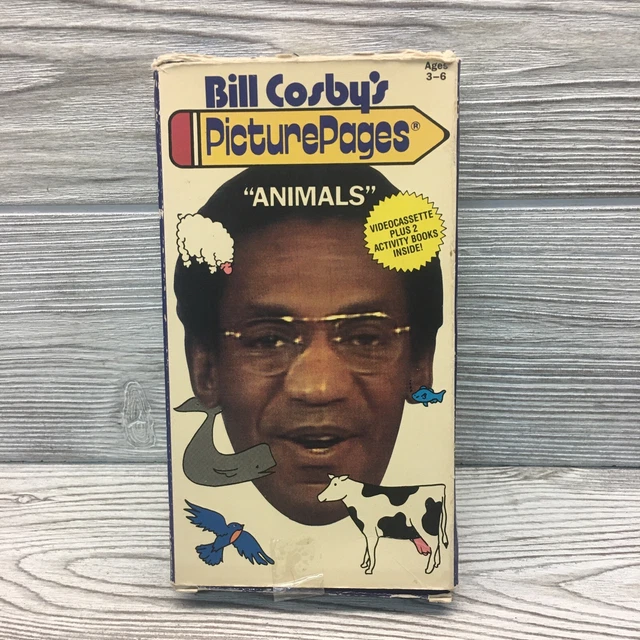 Ages
3–6
Bill Cosby's
PicturePages®
“ANIMALS”
VIDEOCASSETTE
PLUS 2
ACTIVITY BOOKS
INSIDE!